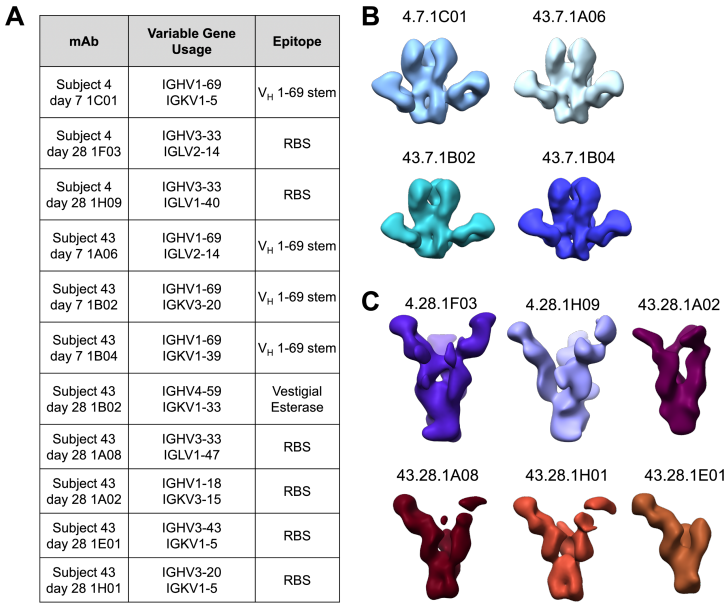 A
mAb
Variable Gene
Usage
Epitope
Subject 4
day 7 1C01
IGHV1-69
IGKV1-5
VH 1-69 stem
Subject 4
day 28 1F03
IGHV3-33
IGLV2-14
RBS
Subject 4
day 28 1H09
IGHV3-33
IGLV1-40
RBS
Subject 43
day 7 1A06
IGHV1-69
IGLV2-14
VH 1-69 stem
Subject 43
day 7 1B02
IGHV1-69
IGKV3-20
VH 1-69 stem
Subject 43
day 7 1B04
IGHV1-69
IGKV1-39
VH 1-69 stem
Subject 43
day 28 1B02
IGHV4-59
IGKV1-33
Vestigial
Esterase
Subject 43
day 28 1A08
IGHV3-33
IGLV1-47
RBS
Subject 43
day 28 1A02
IGHV1-18
IGKV3-15
RBS
Subject 43
day 28 1E01
IGHV3-43
IGKV1-5
RBS
Subject 43
day 28 1H01
IGHV3-20
IGKV1-5
RBS
B
4.7.1C01
43.7.1A06
43.7.1B02
43.7.1B04
C
4.28.1F03
4.28.1H09
43.28.1A02
43.28.1A08
43.28.1H01
43.28.1E01